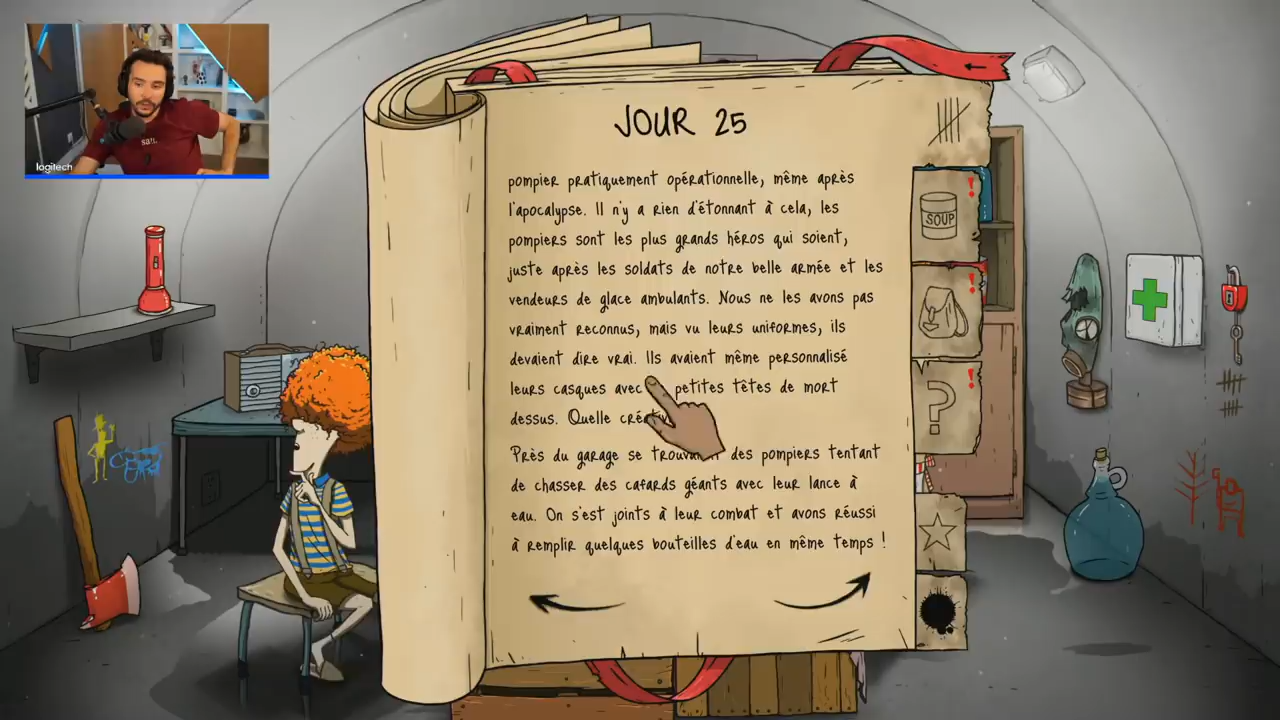 JOUR 25
pompier pratiquement opérationnelle, même après
l'apocalypse. Il n'y a rien d'étonnant à cela, les
pompiers sont les plus grands héros qui soient,
juste après les soldats de notre belle armée et les
vendeurs de glace ambulants. Nous ne les avons pas
vraiment reconnus, mais vu leurs uniformes, ils
devaient dire vrai. Ils avaient même personnalisé
leurs casques avec petites têtes de mort
dessus. Quelle
Près du garage se des pompiers tentant
de chasser des cafards géants avec leur lance à
eau. On s'est joints à leur combat et avons réussi
à remplir quelques bouteilles d'eau en même temps !
SOUP
!
!
?
!
logitech